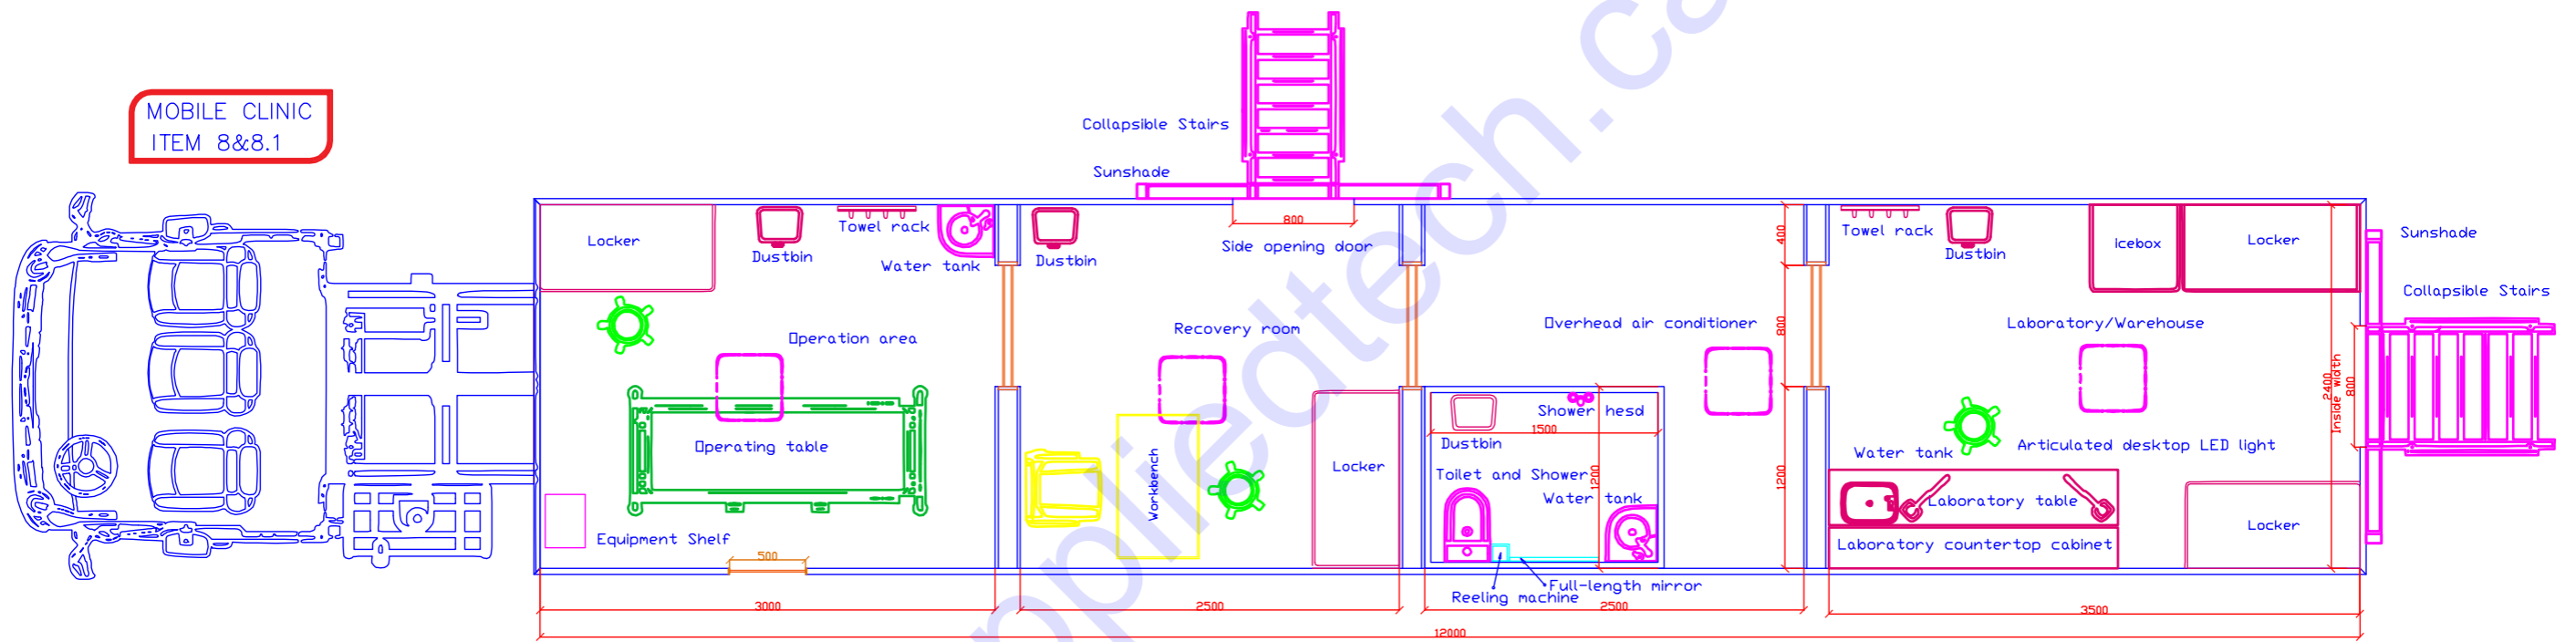 MOBILE CLINIC
ITEM 8&8.1
Collapsible Stairs
Sunshade
800
Side opening door
Locker
Dustbin
Towel rack
Water tank
Dustbin
Operation area
Operating table
Equipment Shelf
500
Recovery room
Workbench
Locker
Overhead air conditioner
400
800
1200
Shower hesd
1500
Dustbin
Toilet and Shower
1200
Water tank
Full-length mirror
Reeling machine
Towel rack
Dustbin
Icebox
Locker
Laboratory/Warehouse
Water tank
Articulated desktop LED light
Laboratory table
Laboratory countertop cabinet
Locker
2400
Inside width
800
Sunshade
Collapsible Stairs
3000
2500
2500
3500
12000